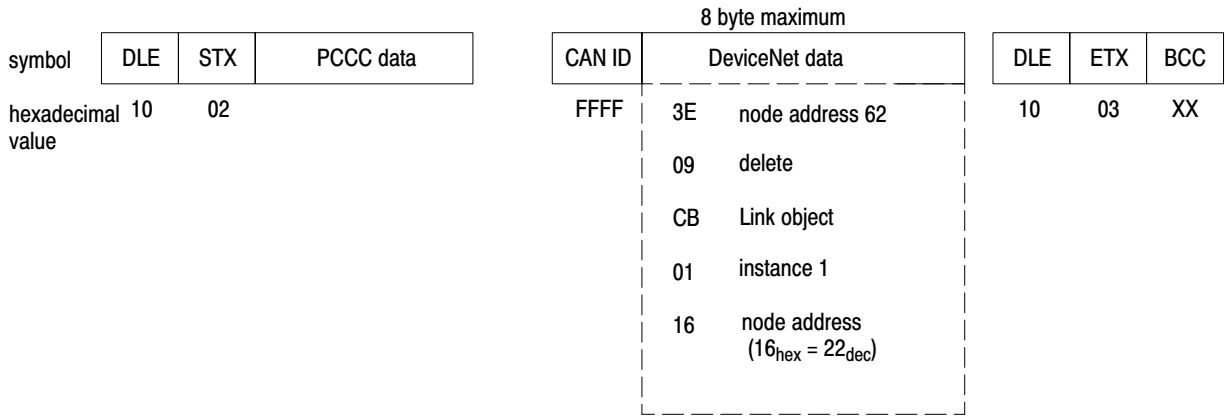 8 byte maximum
symbol DLE STX PCCC data CAN ID DeviceNet data DLE ETX BCC
hexadecimal value 10 02 FFFF 3E node address 62 10 03 XX
09 delete
CB Link object
01 instance 1
16 node address
(16hex = 22dec)